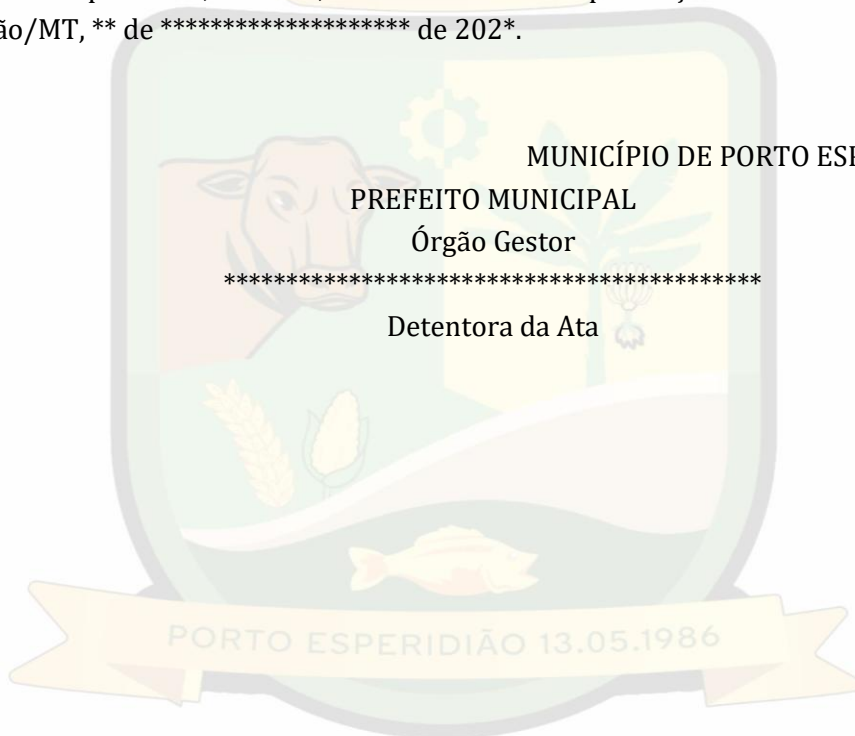 ão/MT, ** de ******************** de 202*.
MUNICÍPIO DE PORTO ESP
PREFEITO MUNICIPAL
Órgão Gestor
*******************************************
Detentora da Ata
PORTO ESPERIDIÃO 13.05.1986